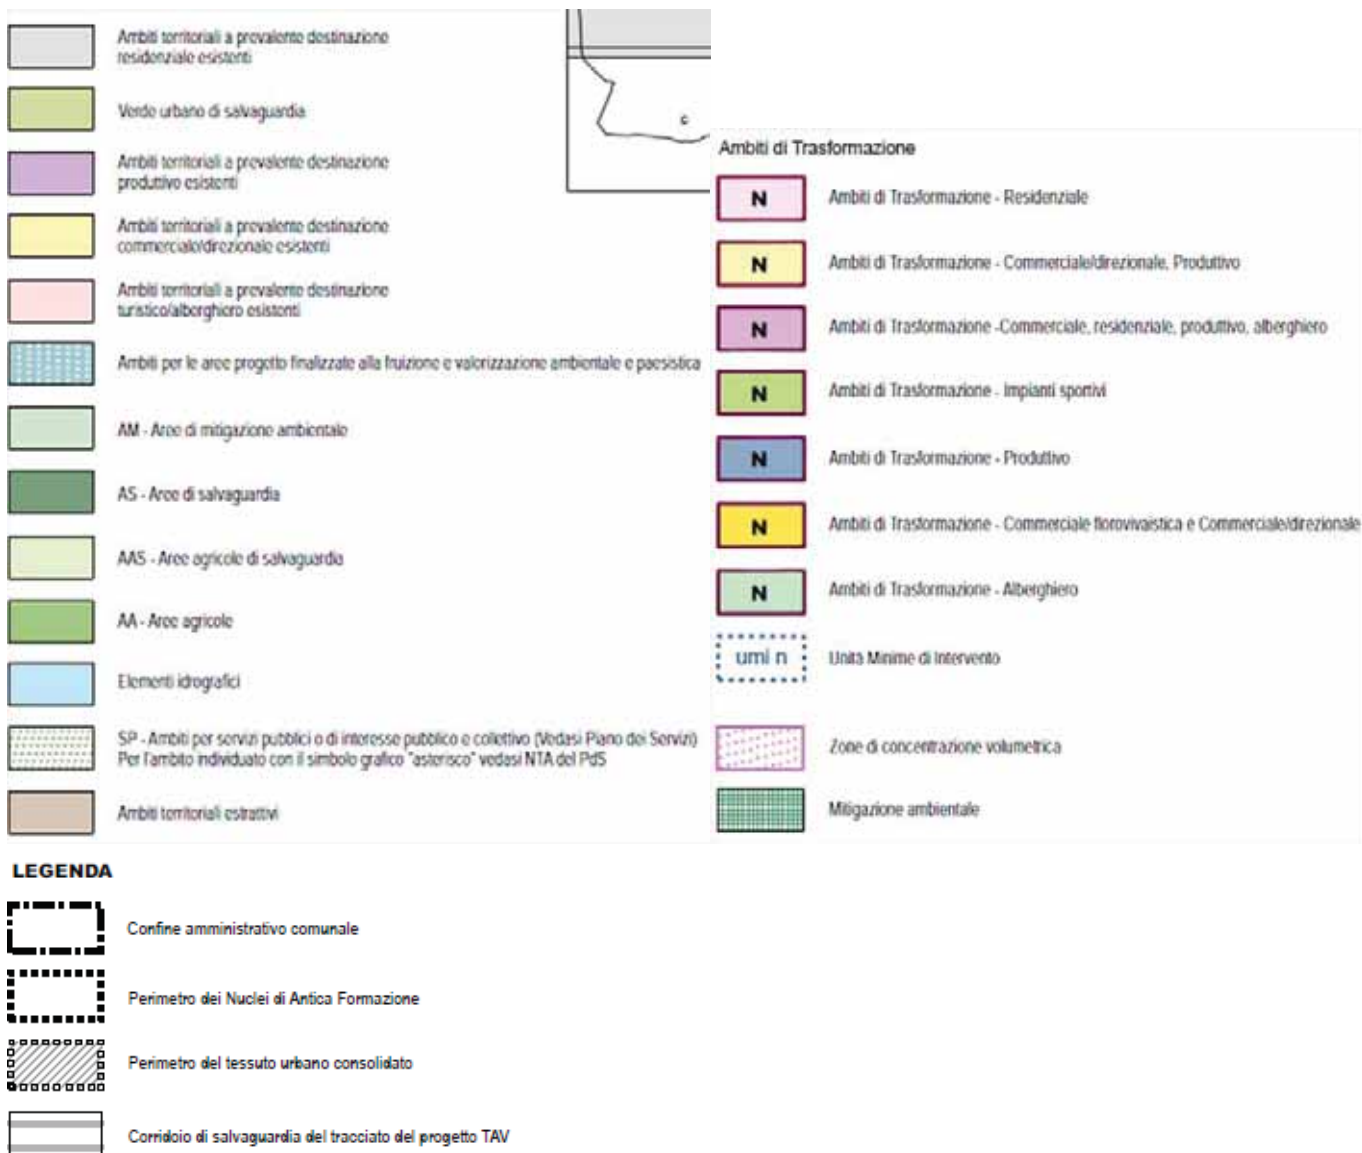 Ambiti territoriali a prevalente destinazione
residenziale esistenti
Verde urbano di salvaguardia
Ambiti territoriali a prevalente destinazione
produttivo esistenti
Ambiti territoriali a prevalente destinazione
commerciale/direzionale esistenti
Ambiti territoriali a prevalente destinazione
turistico/alberghiero esistenti
Ambiti per le aree progetto finalizzate alla fruizione e valorizzazione ambientale e paesistica
AM - Aree di mitigazione ambientale
AS - Aree di salvaguardia
AAS - Aree agricole di salvaguardia
AA - Aree agricole
Elementi idrografici
SP - Ambiti per servizi pubblici o di interesse pubblico e collettivo (Vedasi Piano dei Servizi)
Per l'ambito individuato con il simbolo grafico "asterisco" vedasi NTA del PdS
Ambiti territoriali estrattivi
c
Ambiti di Trasformazione
N Ambiti di Trasformazione - Residenziale
N Ambiti di Trasformazione - Commerciale/direzionale, Produttivo
N Ambiti di Trasformazione -Commerciale, residenziale, produttivo, alberghiero
N Ambiti di Trasformazione - Impianti sportivi
N Ambiti di Trasformazione - Produttivo
N Ambiti di Trasformazione - Commerciale florovivaistica e Commerciale/direzionale
N Ambiti di Trasformazione - Alberghiero
umi n Unità Minime di Intervento
Zone di concentrazione volumetrica
Mitigazione ambientale
LEGENDA
Confine amministrativo comunale
Perimetro dei Nuclei di Antica Formazione
Perimetro del tessuto urbano consolidato
Corridoio di salvaguardia del tracciato del progetto TAV